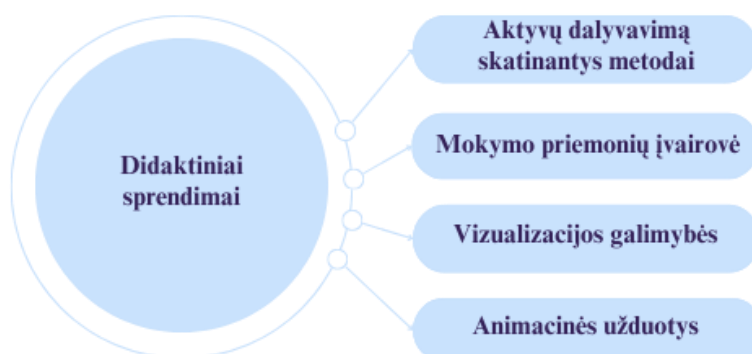 Didaktiniai
sprendimai
Aktyvų dalyvavimą
skatinantys metodai
Mokymo priemonių įvairovė
Vizualizacijos galimybės
Animacinės užduotys